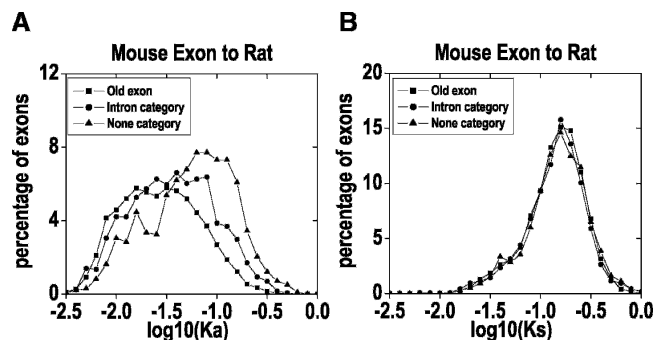 A
Mouse Exon to Rat
percentage of exons
12
8
4
0
Old exon
Intron category
None category
-2.5 -2.0 -1.5 -1.0 -0.5 0.0
log10(Ka)
B
Mouse Exon to Rat
percentage of exons
20
15
10
5
0
Old exon
Intron category
None category
-2.5 -2.0 -1.5 -1.0 -0.5 0.0
log10(Ks)